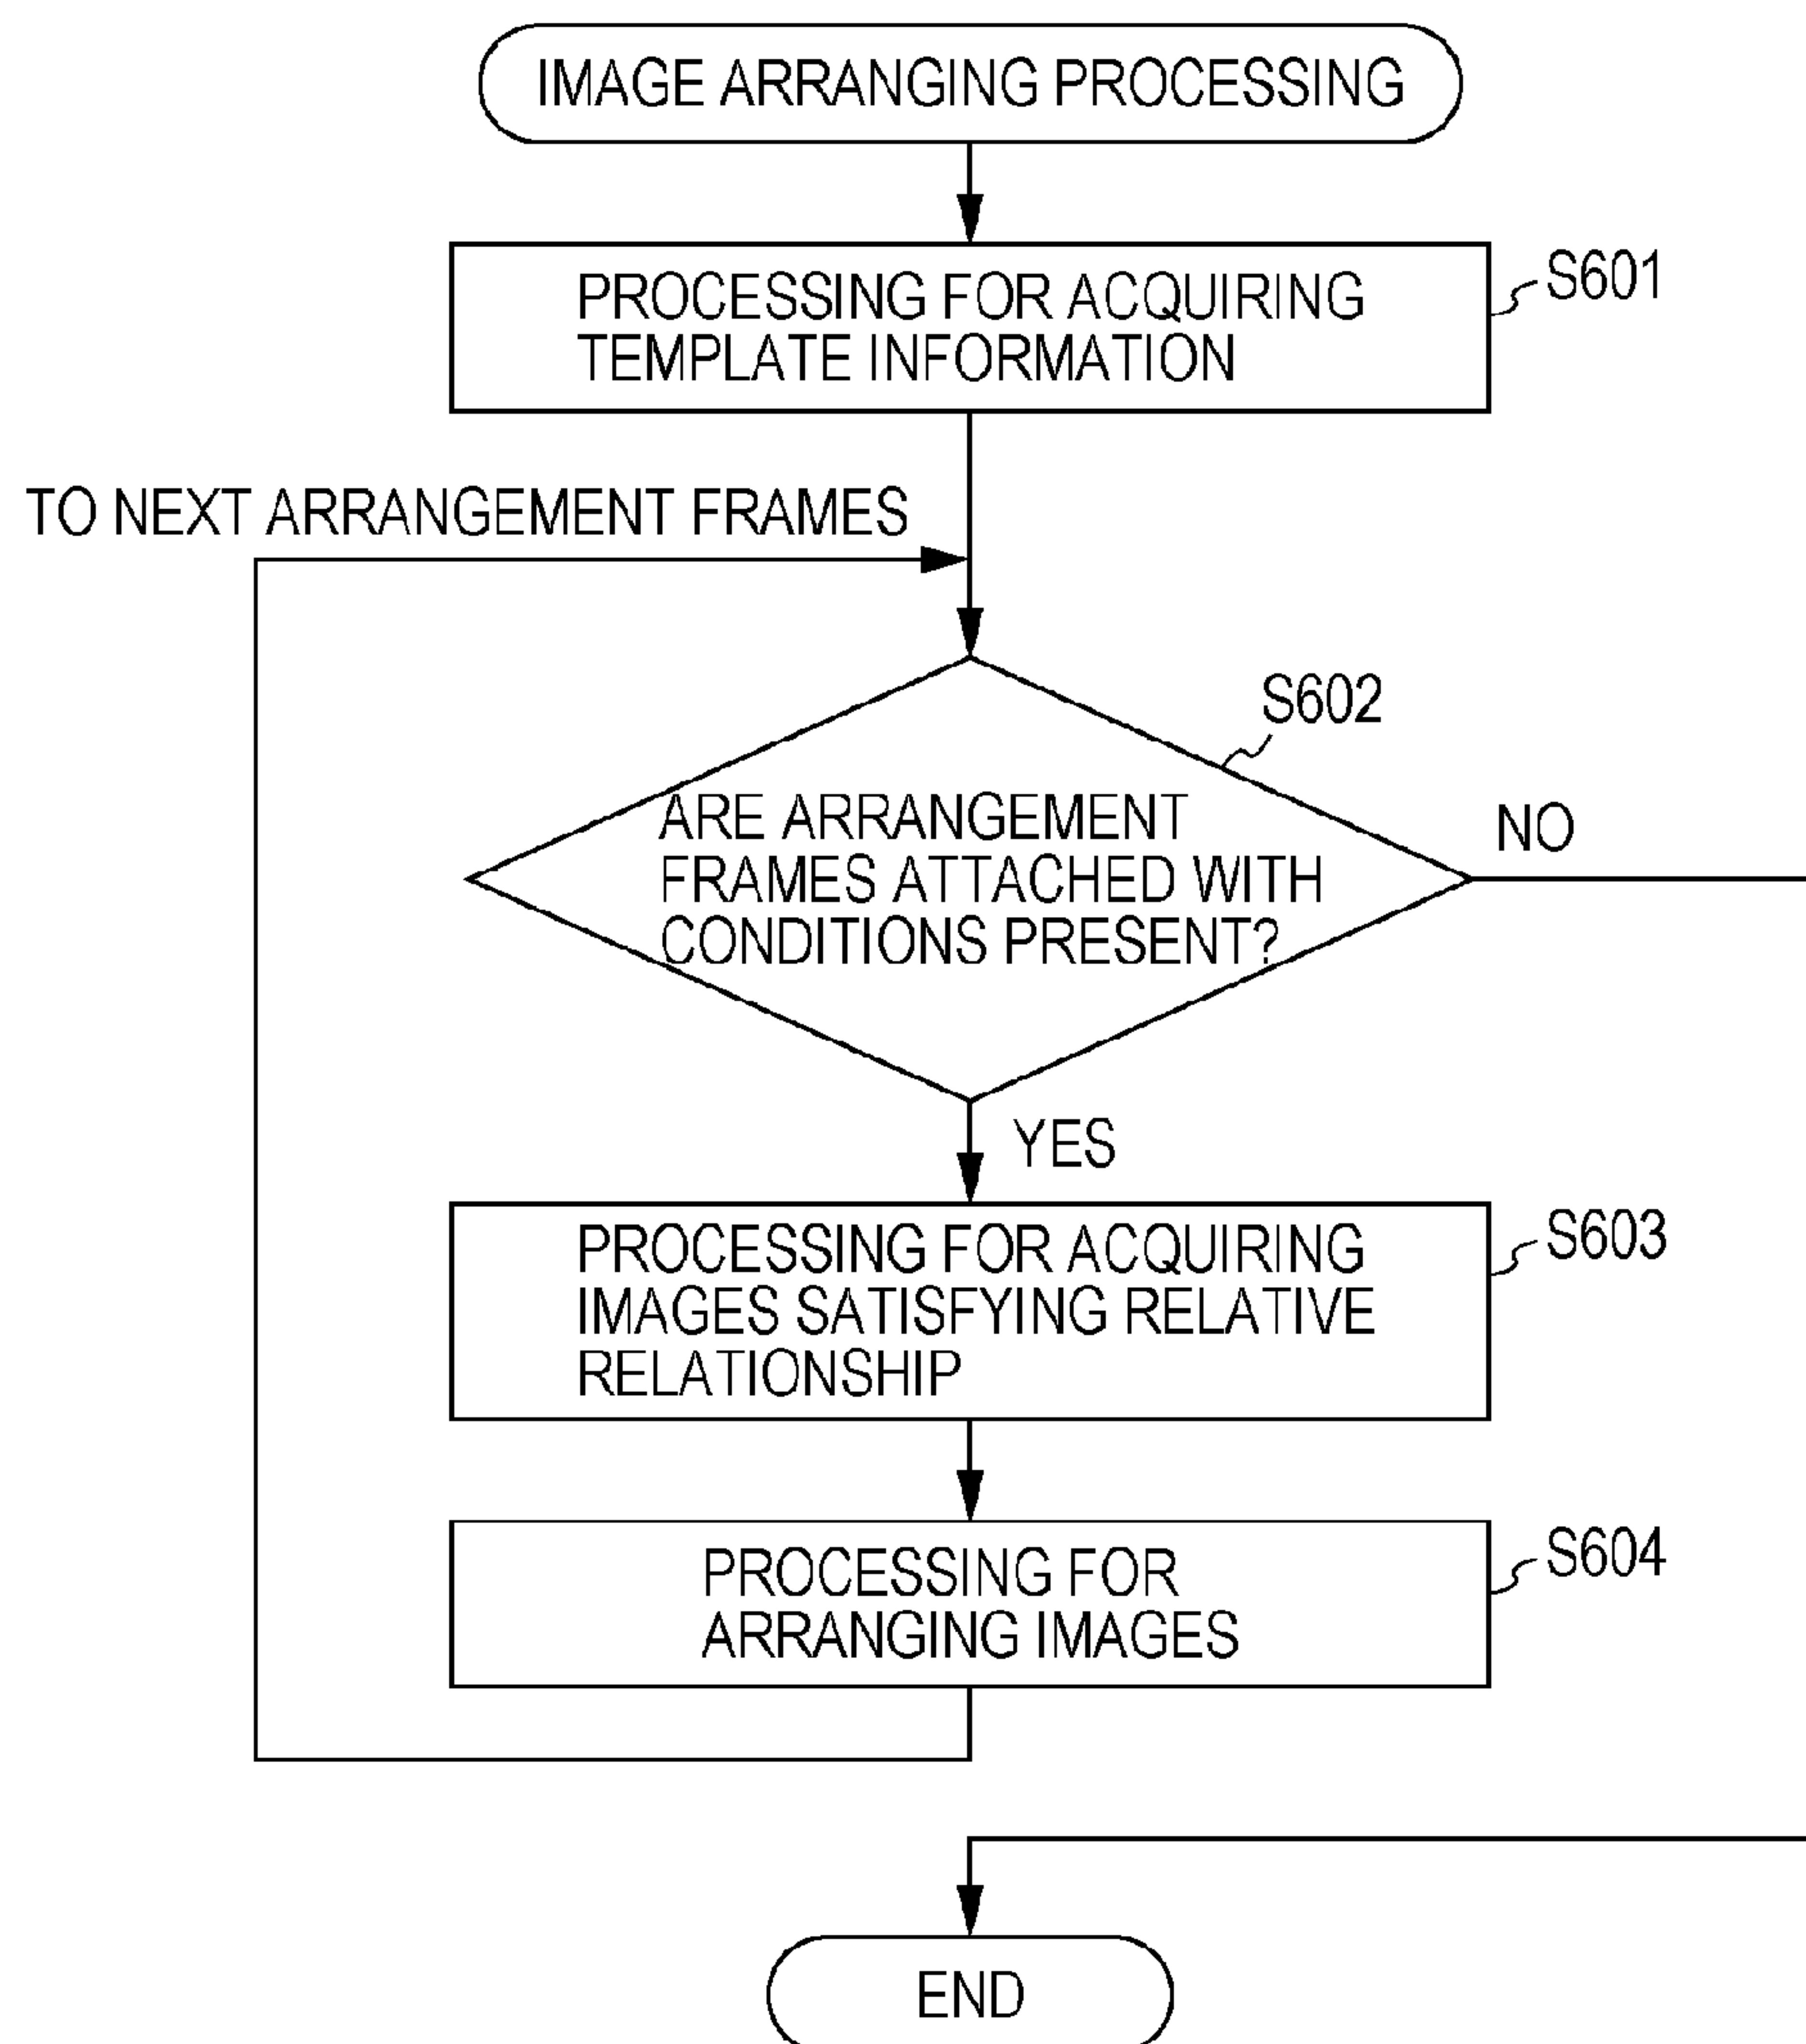 IMAGE ARRANGING PROCESSING
PROCESSING FOR ACQUIRING
TEMPLATE INFORMATION
S601
TO NEXT ARRANGEMENT FRAMES
S602
ARE ARRANGEMENT
FRAMES ATTACHED WITH
CONDITIONS PRESENT?
NO
YES
PROCESSING FOR ACQUIRING
IMAGES SATISFYING RELATIVE
RELATIONSHIP
S603
PROCESSING FOR
ARRANGING IMAGES
S604
END